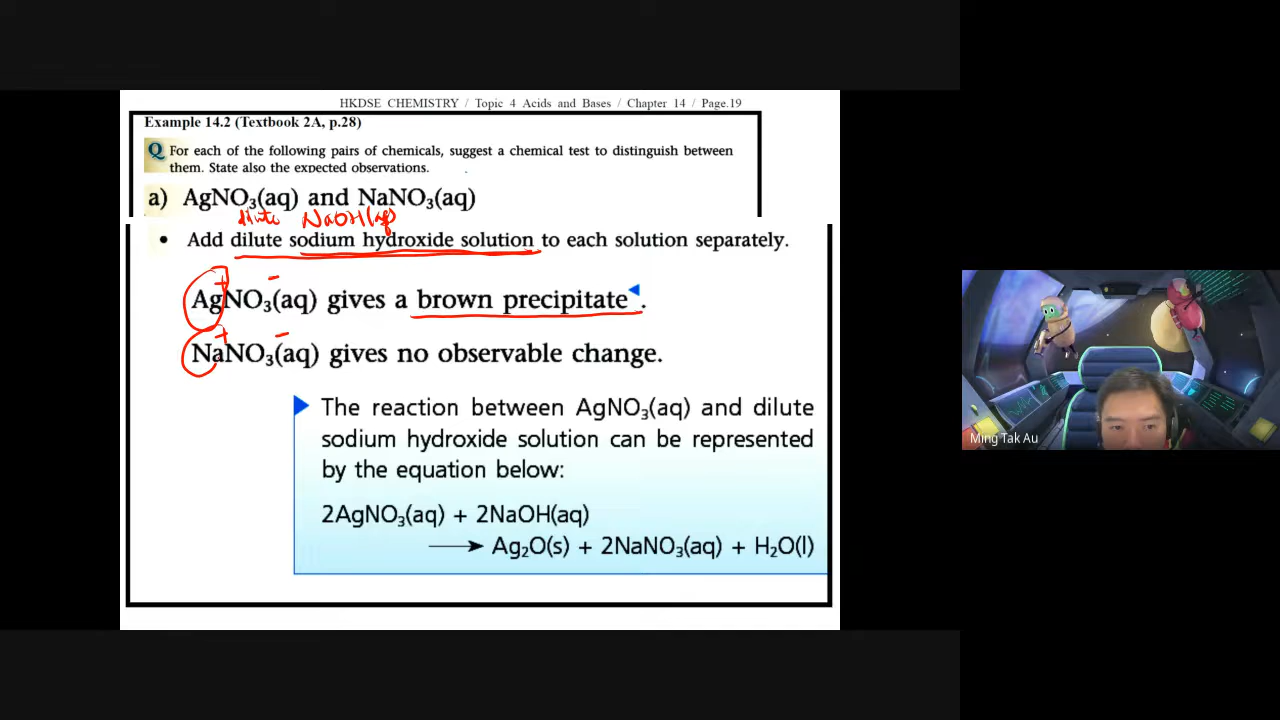 HKDSE CHEMISTRY / Topic 4 Acids and Bases / Chapter 14 / Page.19
Example 14.2 (Textbook 2A, p.28)
Q For each of the following pairs of chemicals, suggest a chemical test to distinguish between
them. State also the expected observations.
a) AgNO₃(aq) and NaNO₃(aq)
dilute NaOH(aq)
• Add dilute sodium hydroxide solution to each solution separately.
+ −
AgNO₃(aq) gives a brown precipitate.
+ −
NaNO₃(aq) gives no observable change.
The reaction between AgNO₃(aq) and dilute
sodium hydroxide solution can be represented
by the equation below:
2AgNO₃(aq) + 2NaOH(aq)
⟶ Ag₂O(s) + 2NaNO₃(aq) + H₂O(l)
Ming Tak Au